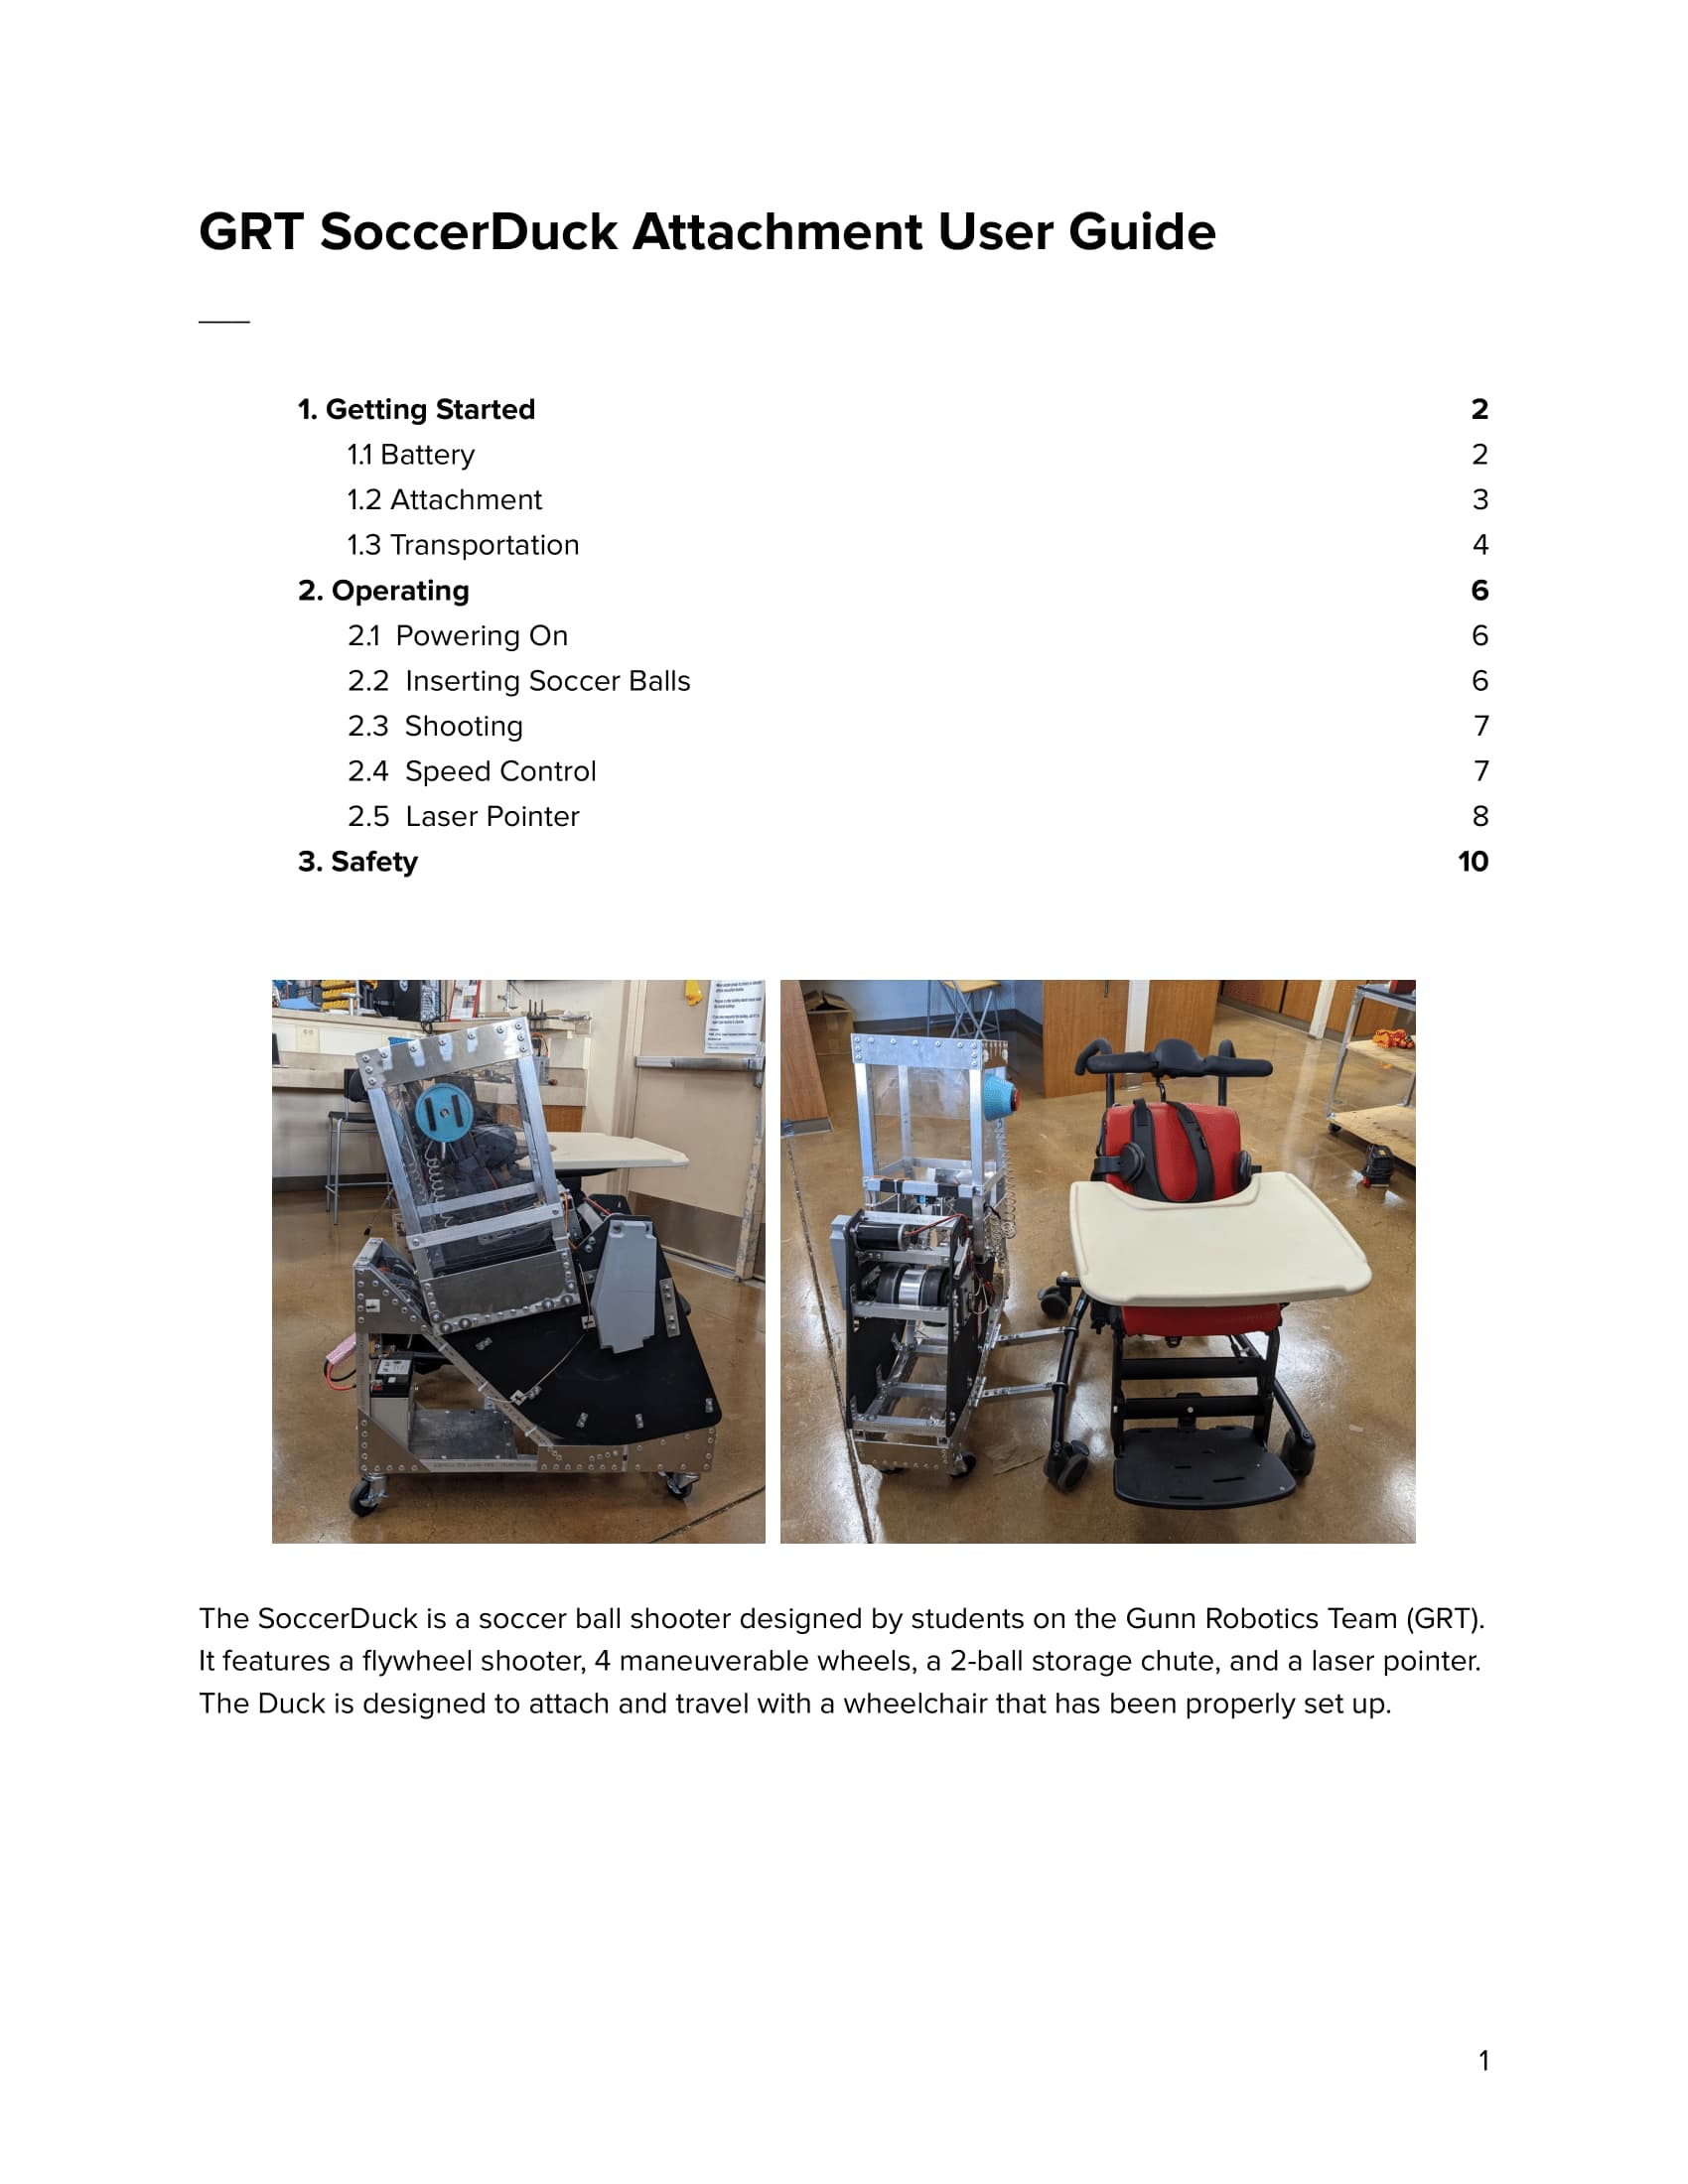 GRT SoccerDuck Attachment User Guide
1. Getting Started 2
1.1 Battery 2
1.2 Attachment 3
1.3 Transportation 4
2. Operating 6
2.1 Powering On 6
2.2 Inserting Soccer Balls 6
2.3 Shooting 7
2.4 Speed Control 7
2.5 Laser Pointer 8
3. Safety 10
The SoccerDuck is a soccer ball shooter designed by students on the Gunn Robotics Team (GRT).
It features a flywheel shooter, 4 maneuverable wheels, a 2-ball storage chute, and a laser pointer.
The Duck is designed to attach and travel with a wheelchair that has been properly set up.
1